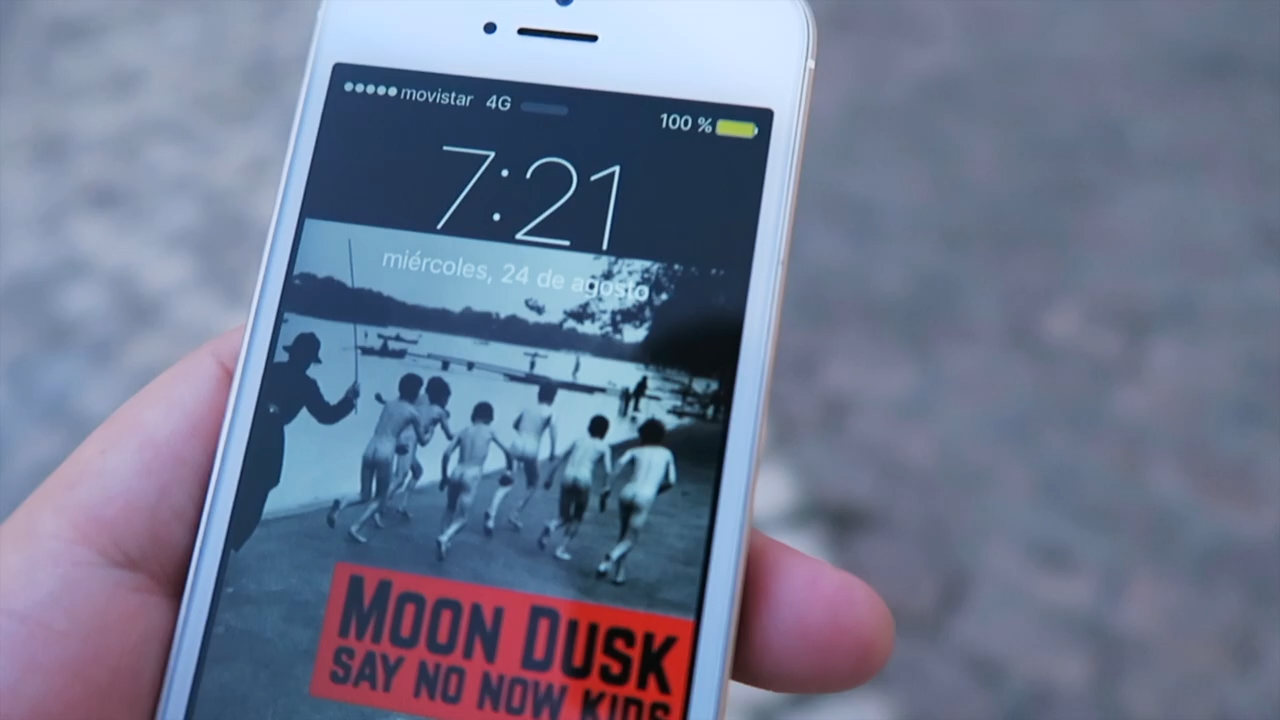 movistar 4G 100 %
7:21
miércoles, 24 de agosto
MOON DUSK
SAY NO NOW KIDS